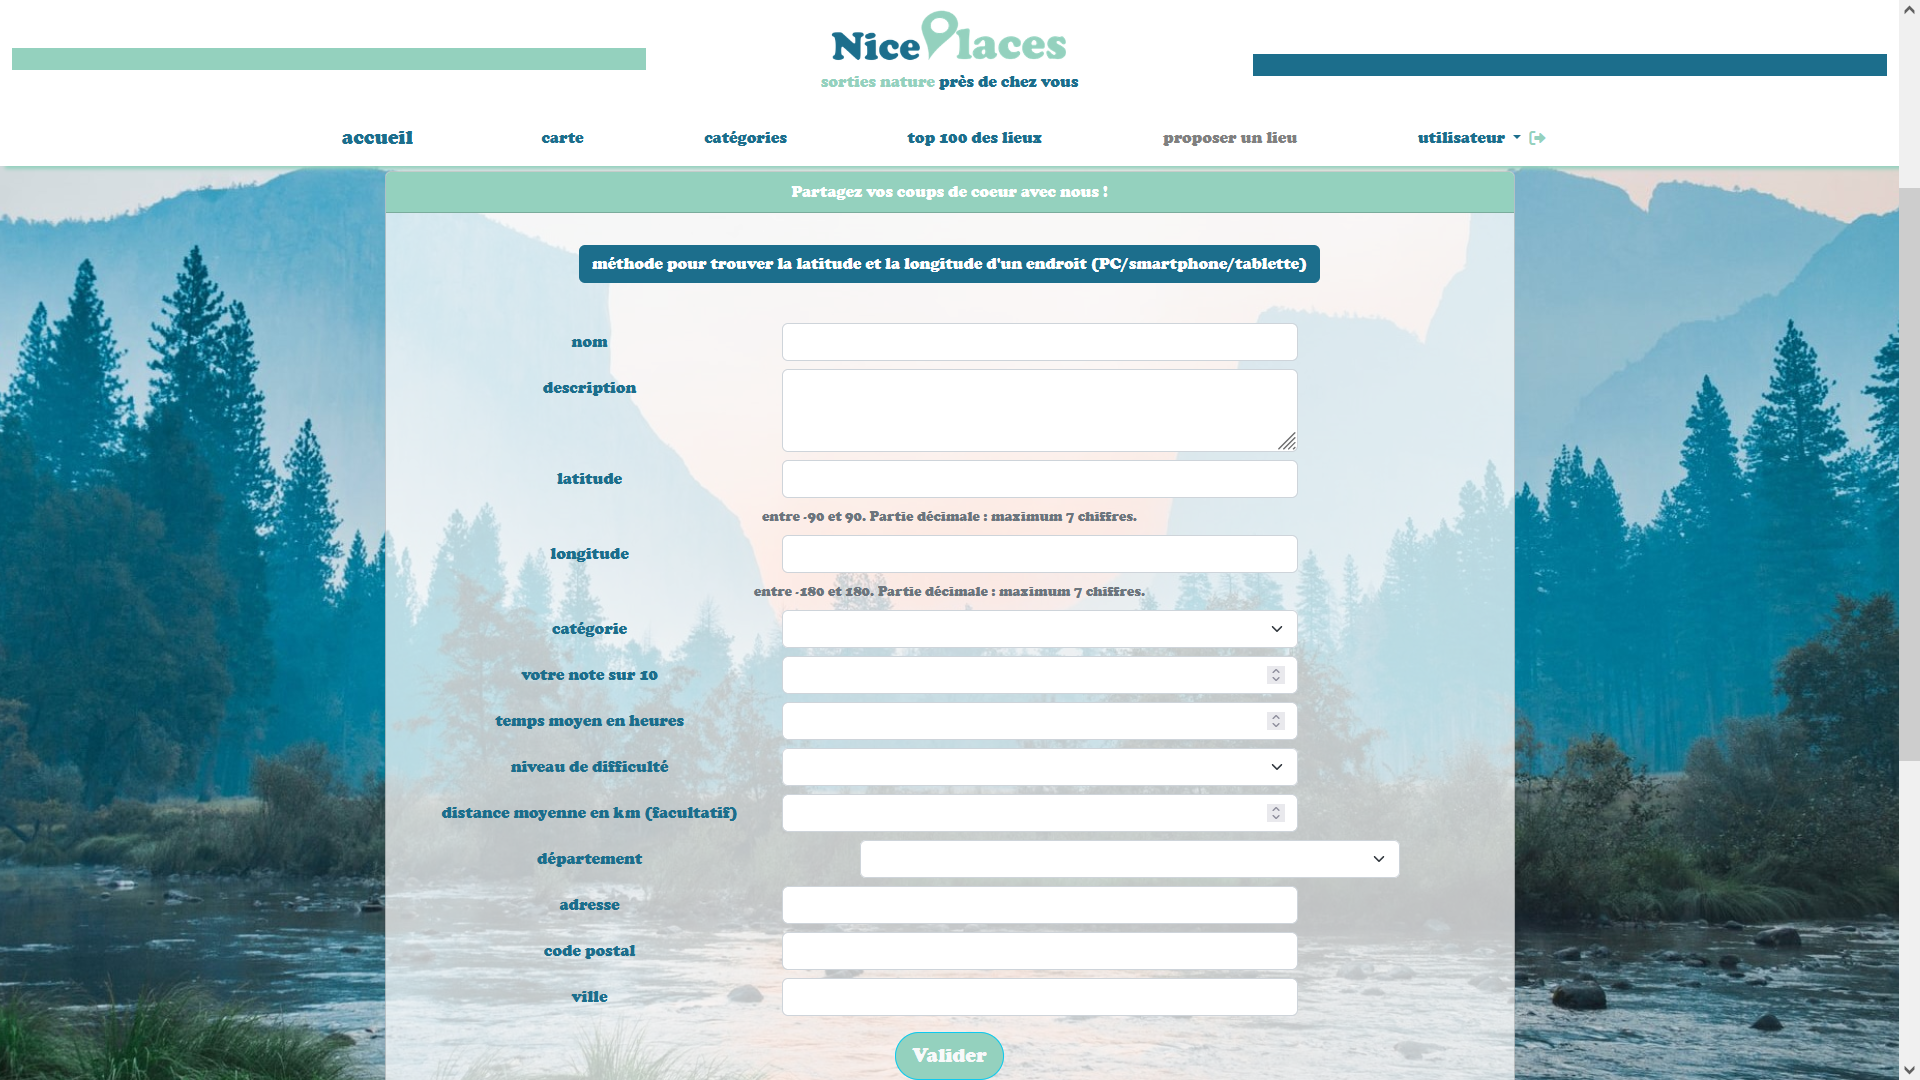 Nice Places
sorties nature près de chez vous
accueil carte catégories top 100 des lieux proposer un lieu utilisateur
Partagez vos coups de coeur avec nous !
méthode pour trouver la latitude et la longitude d'un endroit (PC/smartphone/tablette)
nom
description
latitude
entre -90 et 90. Partie décimale : maximum 7 chiffres.
longitude
entre -180 et 180. Partie décimale : maximum 7 chiffres.
catégorie
votre note sur 10
temps moyen en heures
niveau de difficulté
distance moyenne en km (facultatif)
département
adresse
code postal
ville
Valider